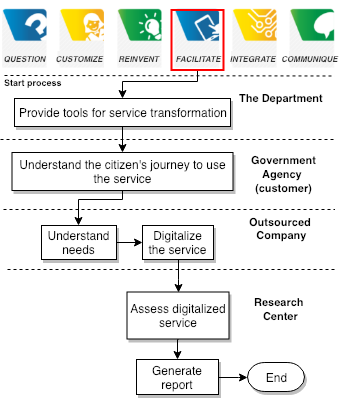 QUESTION CUSTOMIZE REINVENT FACILITATE INTEGRATE COMMUNIQUE
Start process
The Department
Provide tools for service transformation
Understand the citizen's journey to use
the service
Government
Agency
(customer)
Outsourced
Company
Understand
needs
Digitalize
the service
Assess digitalized
service
Research
Center
Generate
report
End